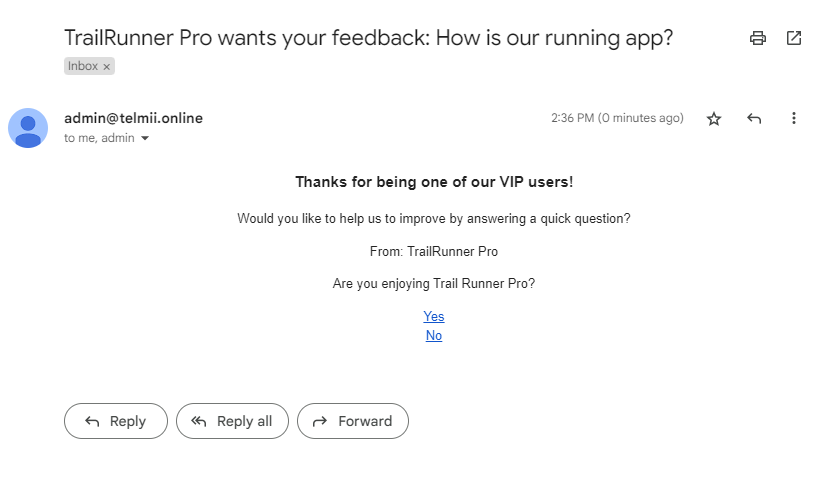 TrailRunner Pro wants your feedback: How is our running app?
Inbox ×
admin@telmii.online
2:36 PM (0 minutes ago)
to me, admin
Thanks for being one of our VIP users!
Would you like to help us to improve by answering a quick question?
From: TrailRunner Pro
Are you enjoying Trail Runner Pro?
Yes
No
Reply
Reply all
Forward